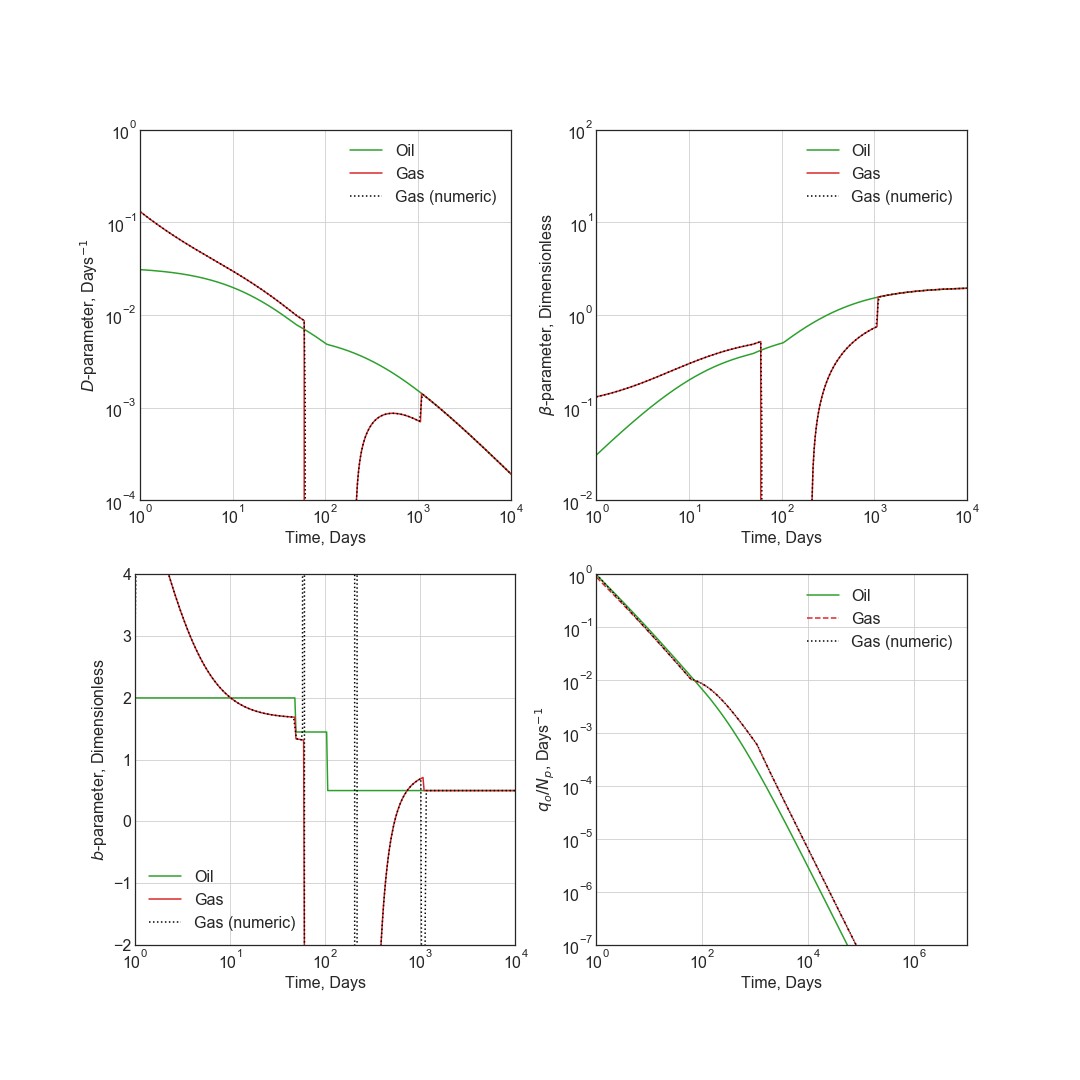 10^0
10^−1
10^−2
10^−3
10^−4
10^0 10^1 10^2 10^3 10^4
D-parameter, Days^−1
Time, Days
Oil
Gas
Gas (numeric)
10^2
10^1
10^0
10^−1
10^−2
10^0 10^1 10^2 10^3 10^4
β-parameter, Dimensionless
Time, Days
Oil
Gas
Gas (numeric)
4
3
2
1
0
−1
−2
10^0 10^1 10^2 10^3 10^4
b-parameter, Dimensionless
Time, Days
Oil
Gas
Gas (numeric)
10^0
10^−1
10^−2
10^−3
10^−4
10^−5
10^−6
10^−7
10^0 10^2 10^4 10^6
q_o/N_p, Days^−1
Time, Days
Oil
Gas
Gas (numeric)